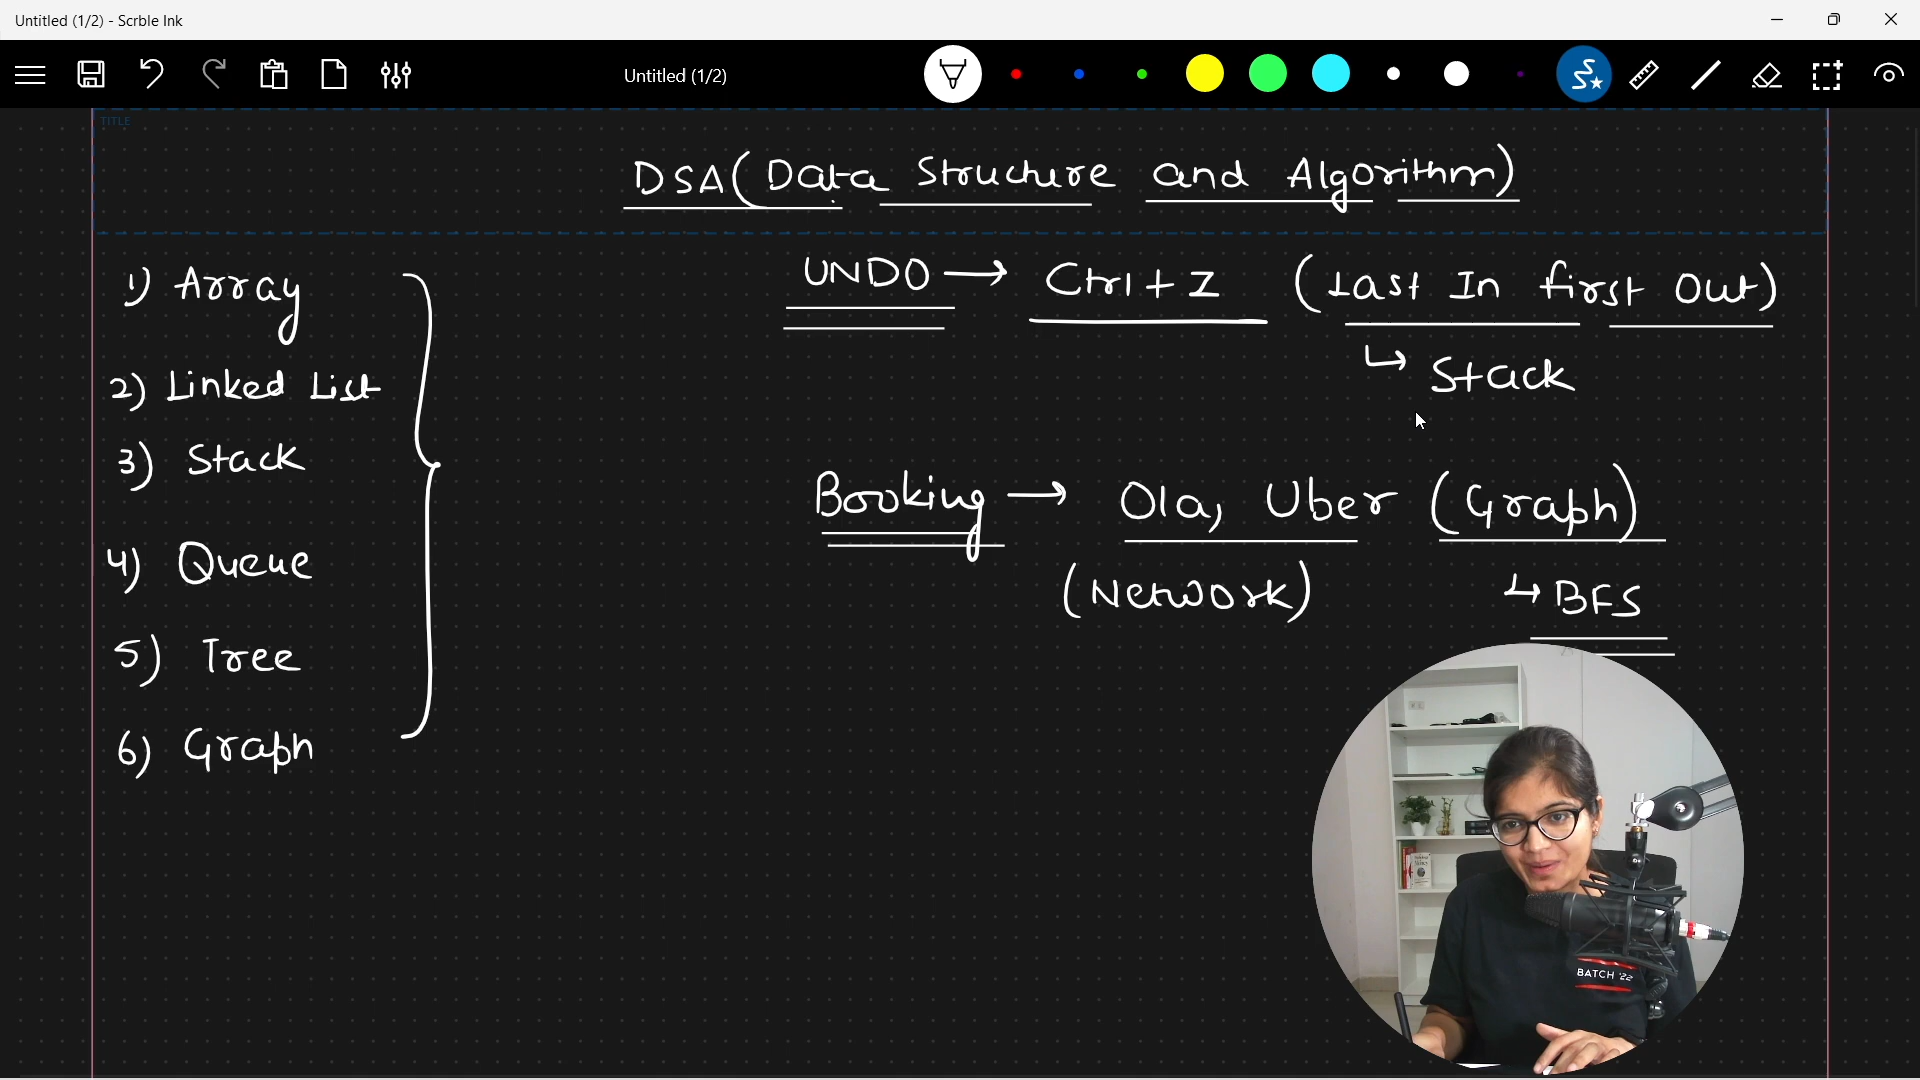 Untitled (1/2) - Scrble Ink
Untitled (1/2)
TITLE
DSA (Data Structure and Algorithm)
1) Array
2) Linked List
3) Stack
4) Queue
5) Tree
6) Graph
UNDO → Ctrl + Z (Last In first Out)
↳ Stack
Booking → Ola, Uber (Graph)
(Network) ↳ BFS
BATCH '22